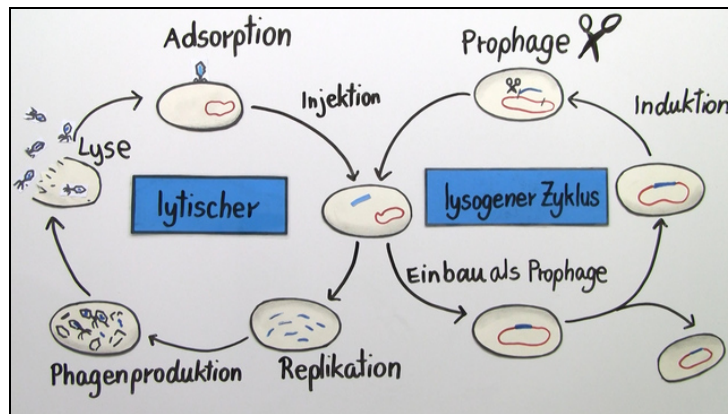 Adsorption
Prophage
Injektion
Induktion
Lyse
lytischer
lysogener Zyklus
Einbau als Prophage
Phagenproduktion
Replikation